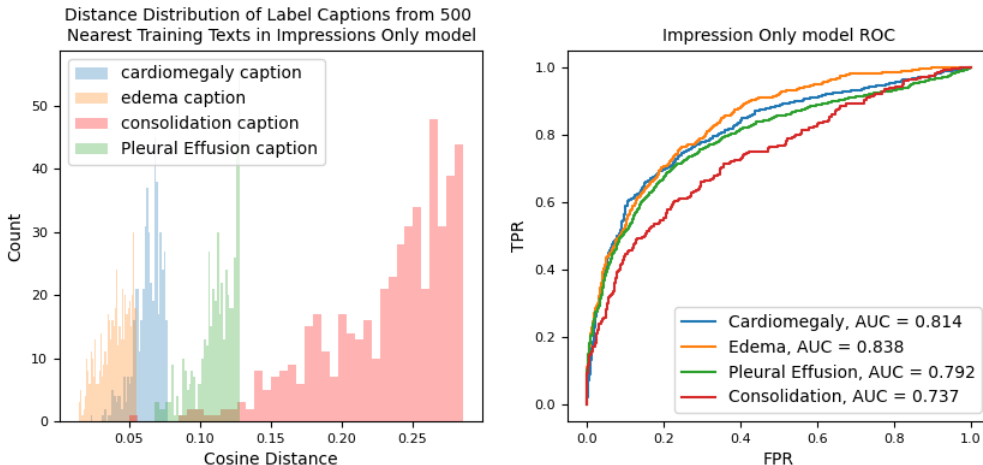 Distance Distribution of Label Captions from 500
Nearest Training Texts in Impressions Only model
cardiomegaly caption
edema caption
consolidation caption
Pleural Effusion caption
Count
50
40
30
20
10
0
0.05
0.10
0.15
0.20
0.25
Cosine Distance
Impression Only model ROC
TPR
1.0
0.8
0.6
0.4
0.2
0.0
Cardiomegaly, AUC = 0.814
Edema, AUC = 0.838
Pleural Effusion, AUC = 0.792
Consolidation, AUC = 0.737
0.0
0.2
0.4
0.6
0.8
1.0
FPR